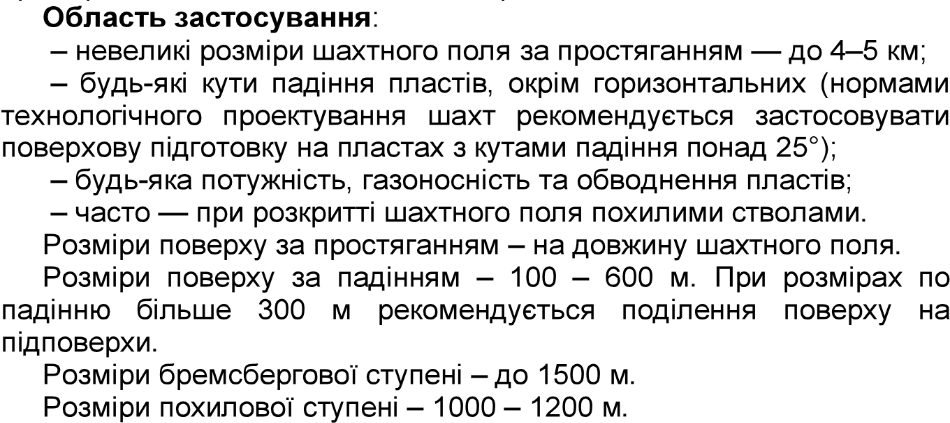 Область застосування:
– невеликі розміри шахтного поля за простяганням — до 4–5 км;
– будь-які кути падіння пластів, окрім горизонтальних (нормами
технологічного проектування шахт рекомендується застосовувати
поверхову підготовку на пластах з кутами падіння понад 25°);
– будь-яка потужність, газоносність та обводнення пластів;
– часто — при розкритті шахтного поля похилими стволами.
Розміри поверху за простяганням – на довжину шахтного поля.
Розміри поверху за падінням – 100 – 600 м. При розмірах по
падінню більше 300 м рекомендується поділення поверху на
підповерхи.
Розміри бремсбергової ступені – до 1500 м.
Розміри похилової ступені – 1000 – 1200 м.